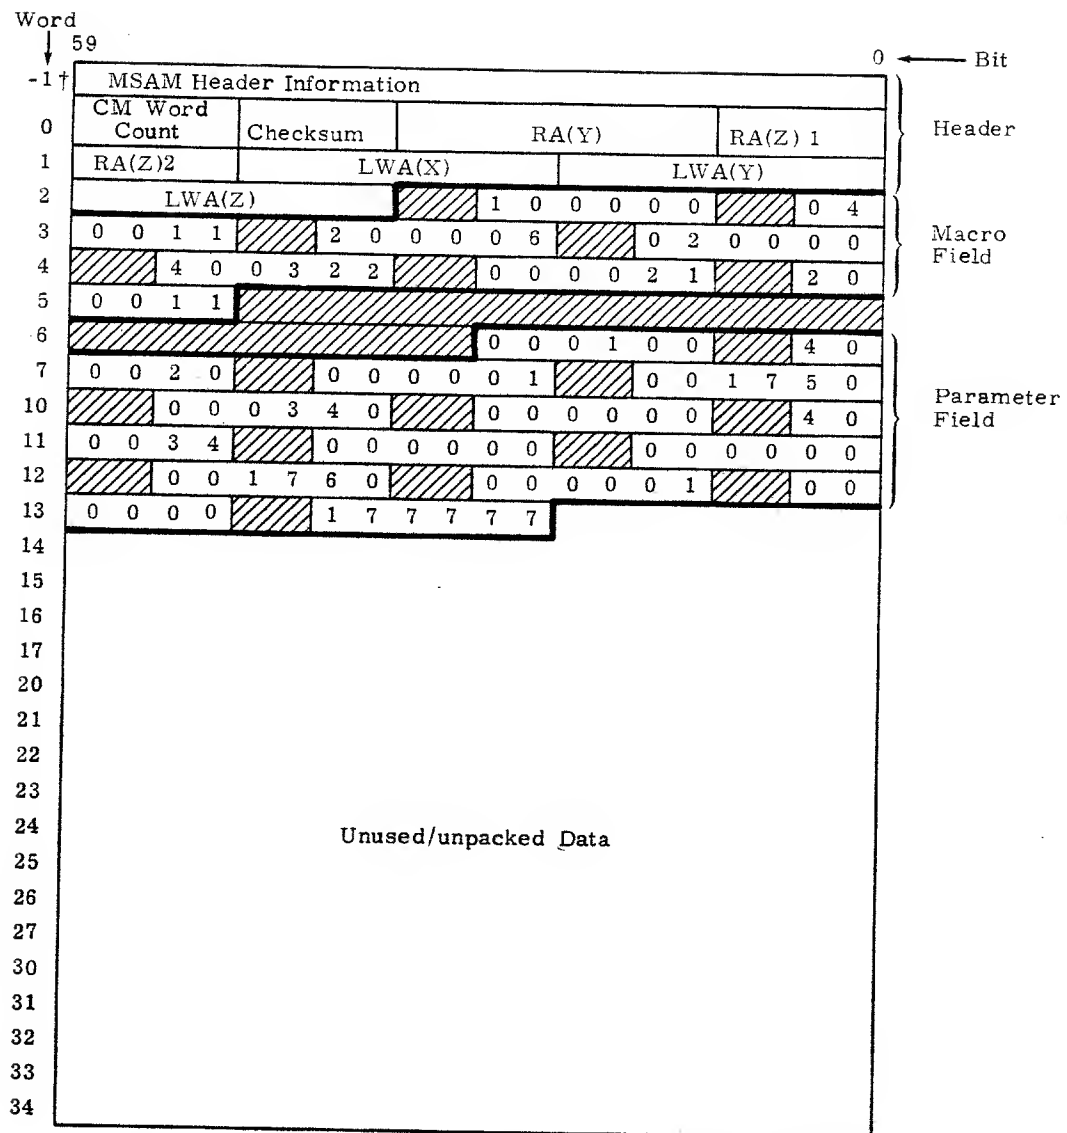 Word
59 0 Bit
-1 † MSAM Header Information
CM Word
Count
0 Checksum RA(Y) RA(Z) 1 Header
1 RA(Z)2 LWA(X) LWA(Y)
2 LWA(Z) 1 0 0 0 0 0 0 4
3 0 0 1 1 2 0 0 0 0 6 0 2 0 0 0 0 Macro
Field
4 4 0 0 3 2 2 0 0 0 0 2 1 2 0
5 0 0 1 1
6 0 0 0 1 0 0 4 0
7 0 0 2 0 0 0 0 0 0 1 0 0 1 7 5 0
10 0 0 0 3 4 0 0 0 0 0 0 0 4 0 Parameter
Field
11 0 0 3 4 0 0 0 0 0 0 0 0 0 0 0 0
12 0 0 1 7 6 0 0 0 0 0 0 1 0 0
13 0 0 0 0 1 7 7 7 7 7
14
15
16
17
20
21
22
23
24 Unused/unpacked Data
25
26
27
30
31
32
33
34